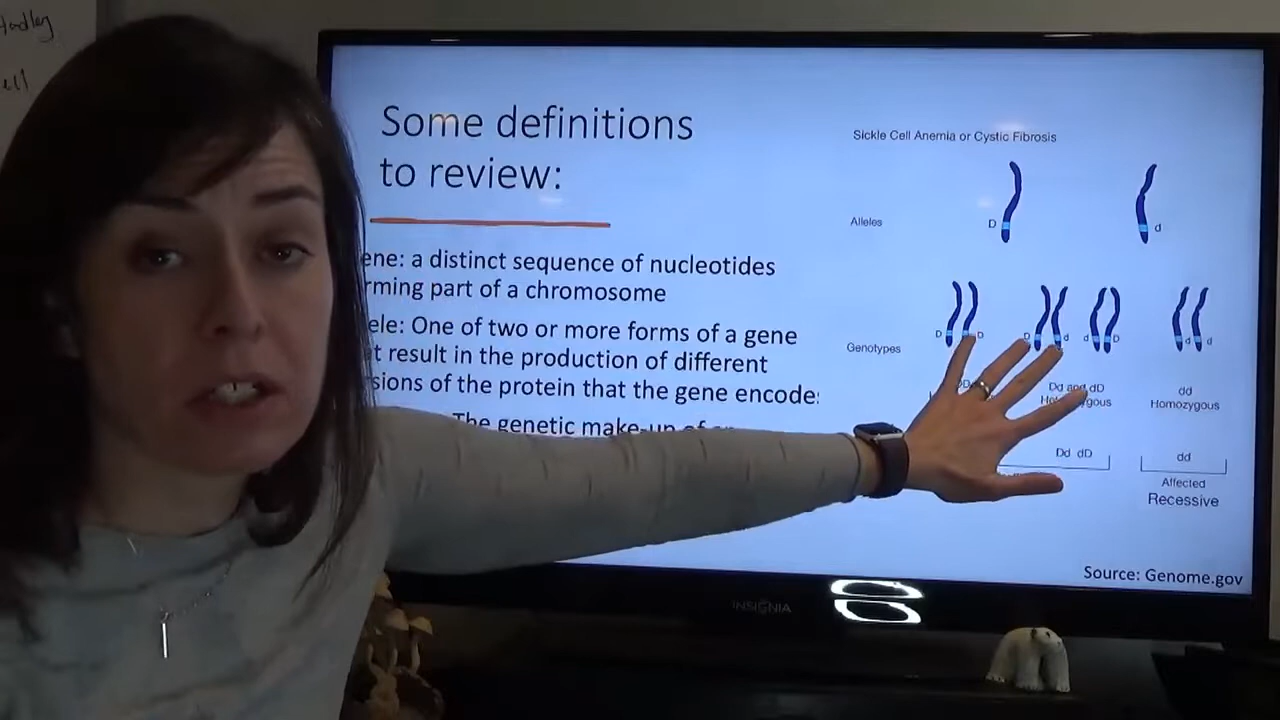 Hadley
ell
Some definitions
to review:
ene: a distinct sequence of nucleotides
rming part of a chromosome
ele: One of two or more forms of a gene
t result in the production of different
sions of the protein that the gene encode
The genetic make-up of
Sickle Cell Anemia or Cystic Fibrosis
Alleles
D
d
Genotypes
D D D d d D d d
Dd and dD
dd
Homozygous
Dd dD
dd
Affected
Recessive
Source: Genome.gov
INSIGNIA